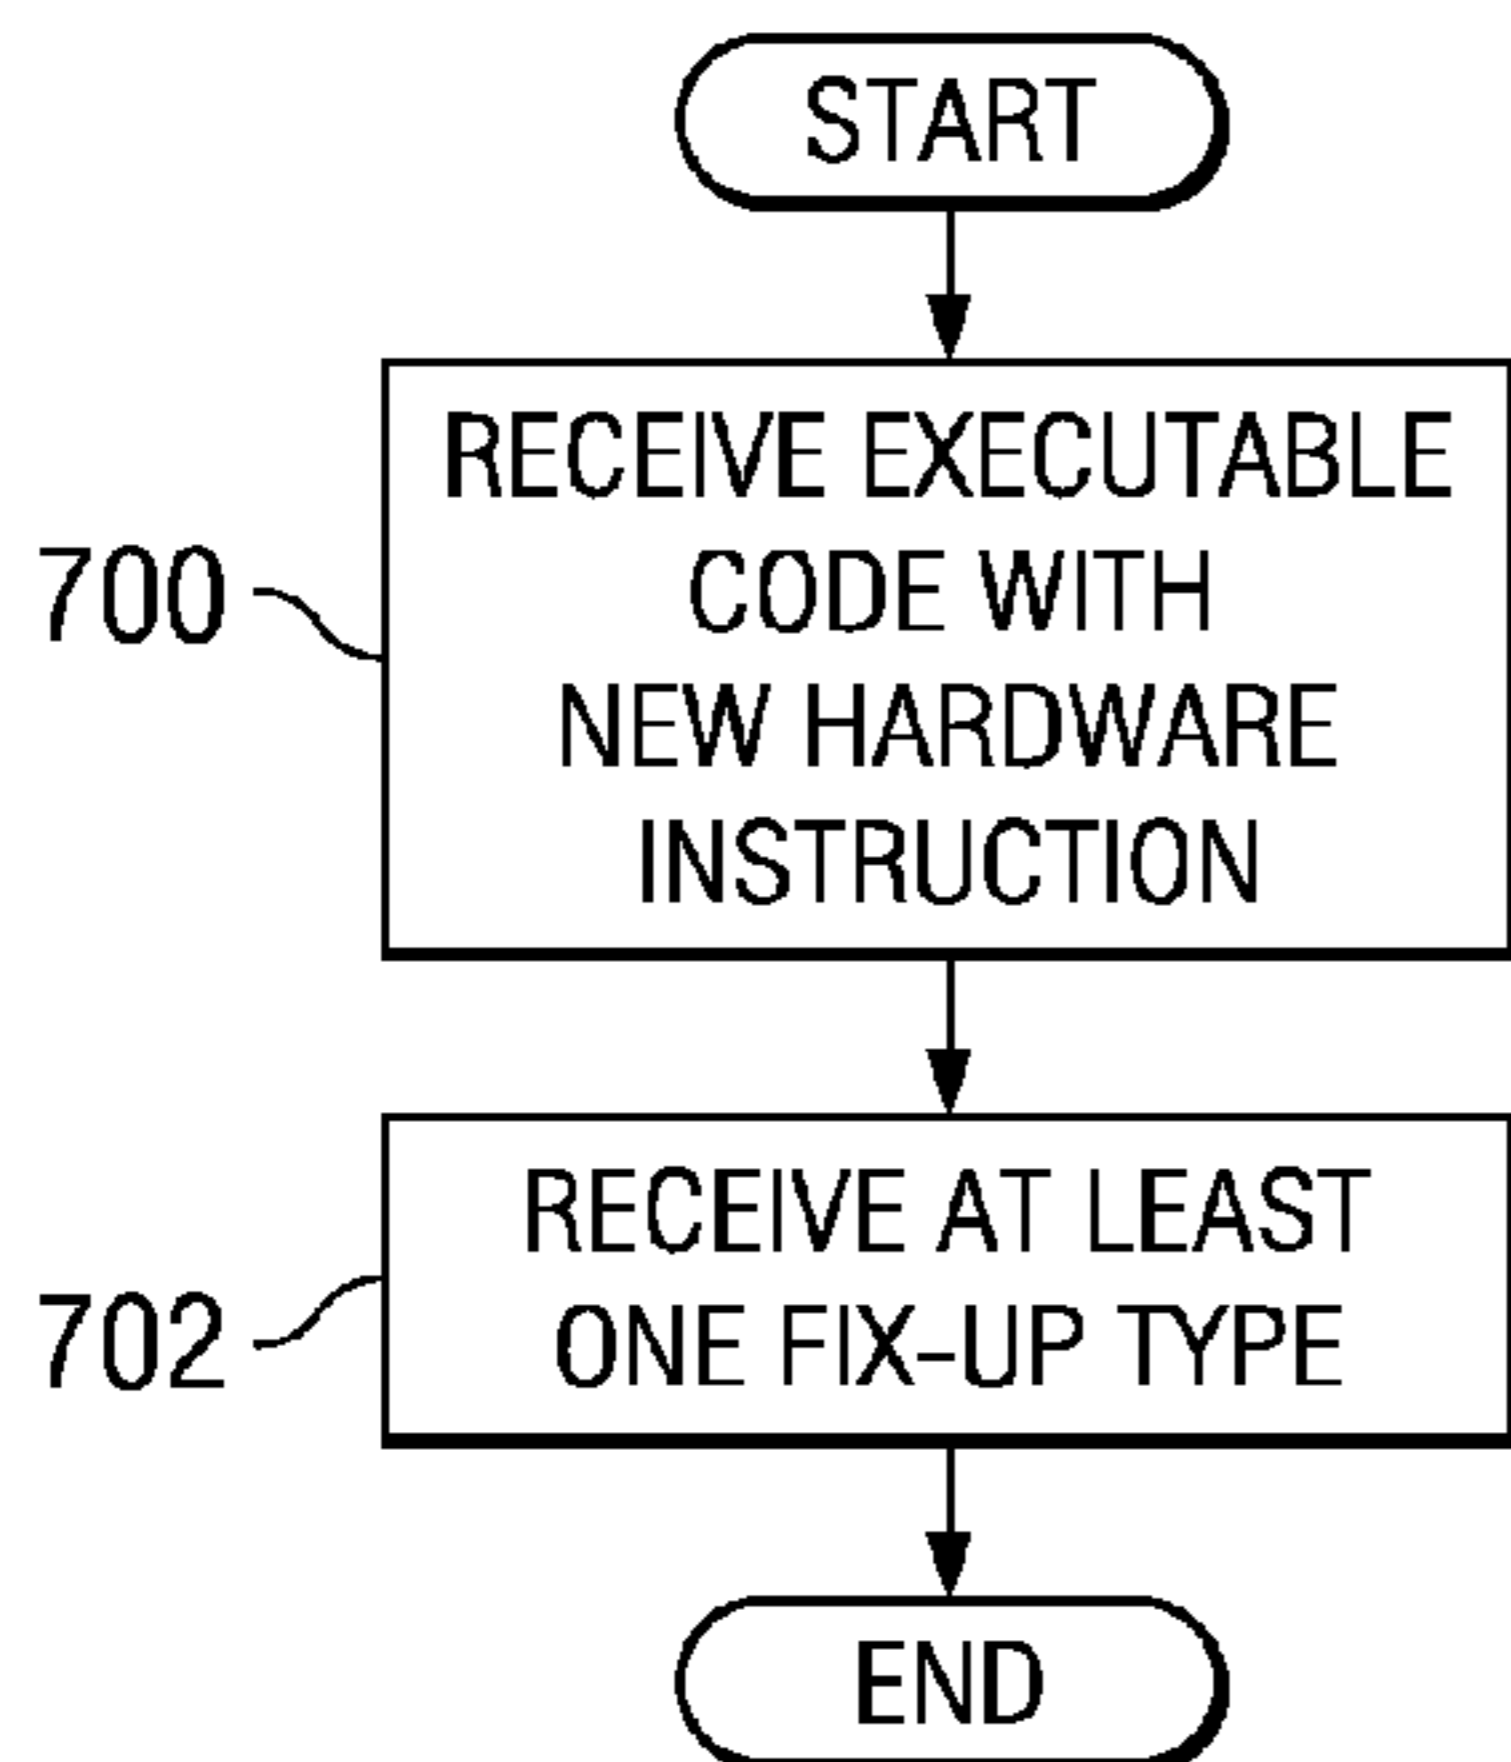 START
RECEIVE EXECUTABLE
CODE WITH
NEW HARDWARE
INSTRUCTION
700
RECEIVE AT LEAST
ONE FIX-UP TYPE
702
END